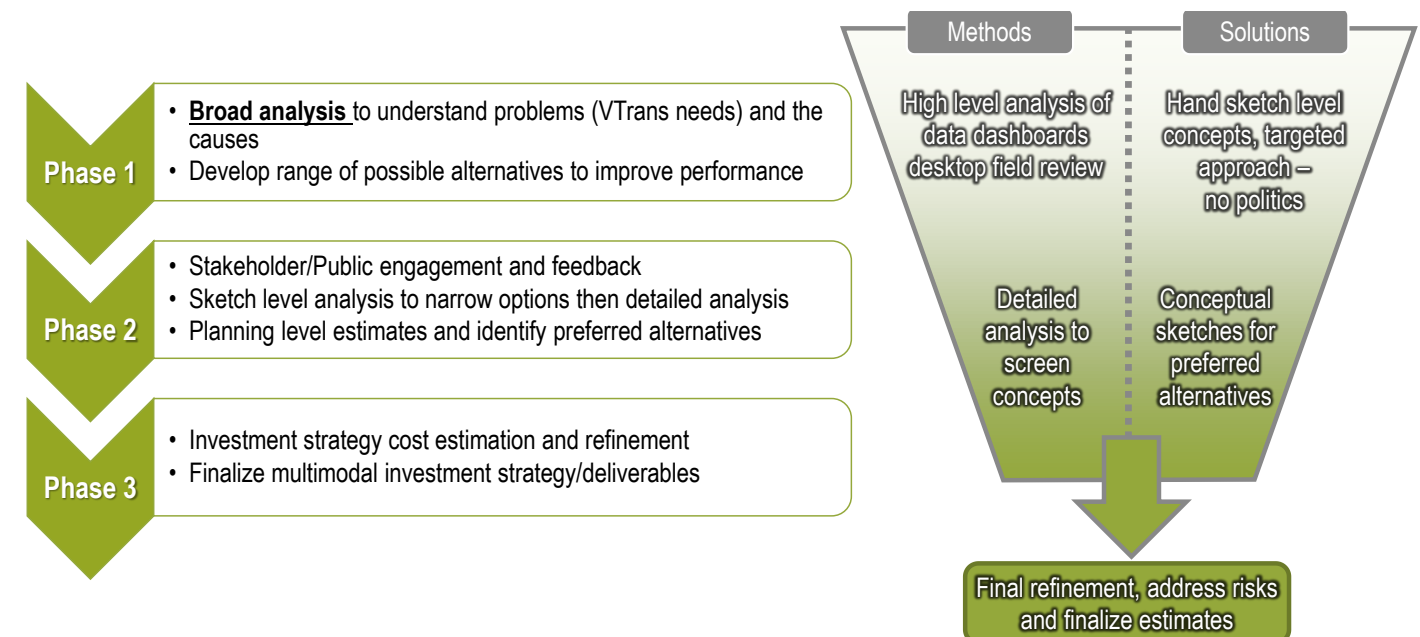 Phase 1
• Broad analysis to understand problems (VTrans needs) and the
causes
• Develop range of possible alternatives to improve performance
Phase 2
• Stakeholder/Public engagement and feedback
• Sketch level analysis to narrow options then detailed analysis
• Planning level estimates and identify preferred alternatives
Phase 3
• Investment strategy cost estimation and refinement
• Finalize multimodal investment strategy/deliverables
Methods
High level analysis of
data dashboards
desktop field review
Detailed
analysis to
screen
concepts
Solutions
Hand sketch level
concepts, targeted
approach –
no politics
Conceptual
sketches for
preferred
alternatives
Final refinement, address risks
and finalize estimates